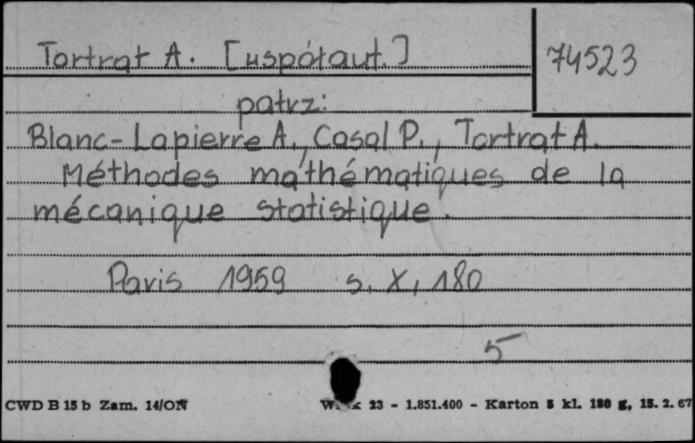 Tortrat A. [współaut.]
74523
patrz:
Blanc-Lapierre A., Casal P., Tortrat A.
Méthodes mathématiques de la
mécanique statistique.
Paris 1959 s. X, 180
5
CWD B 15 b Zam. 14/ON 23 - 1.851.400 - Karton 5 kl. 180 g, 15. 2. 67